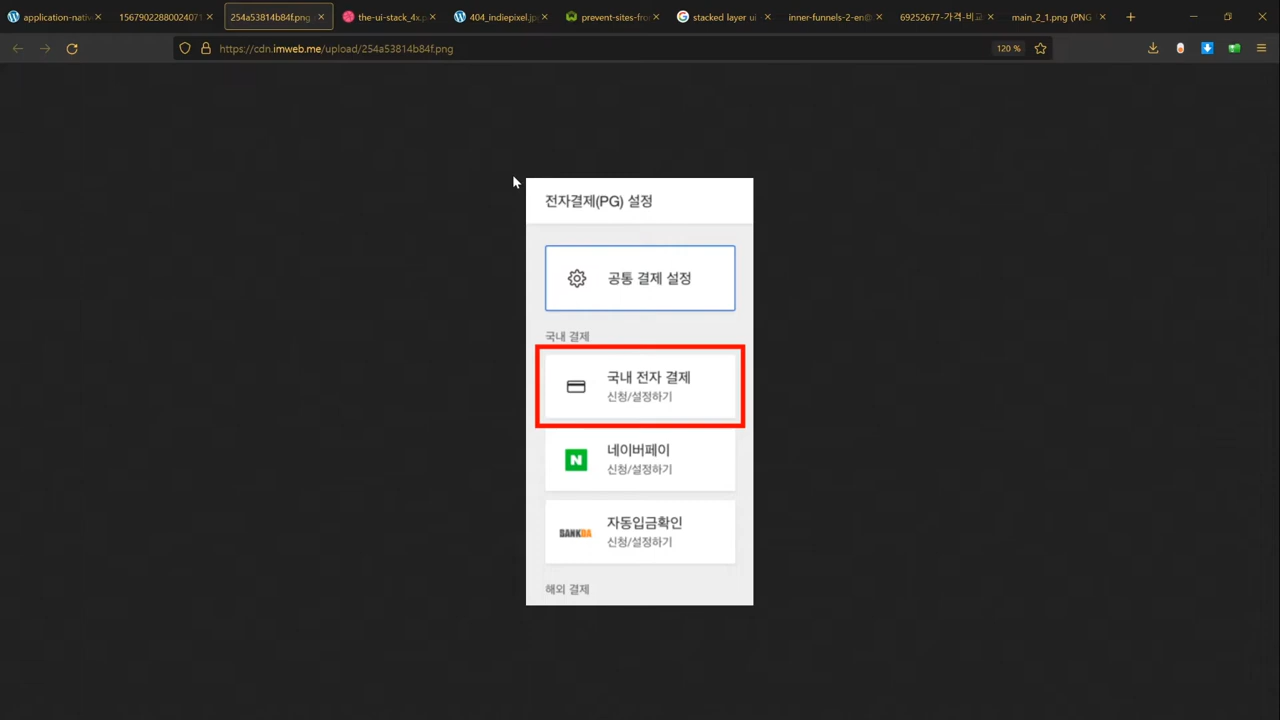 application-nativ
15679022880024071
254a53814b84f.png
the-ui-stack_4x.p
404_indiepixel.jp
prevent-sites-fro
stacked layer ui
inner-funnels-2-en@
69252677-가격-비교
main_2_1.png (PNG
https://cdn.imweb.me/upload/254a53814b84f.png
120 %
전자결제(PG) 설정
공통 결제 설정
국내 결제
국내 전자 결제
신청/설정하기
N
네이버페이
신청/설정하기
BANKDA
자동입금확인
신청/설정하기
해외 결제